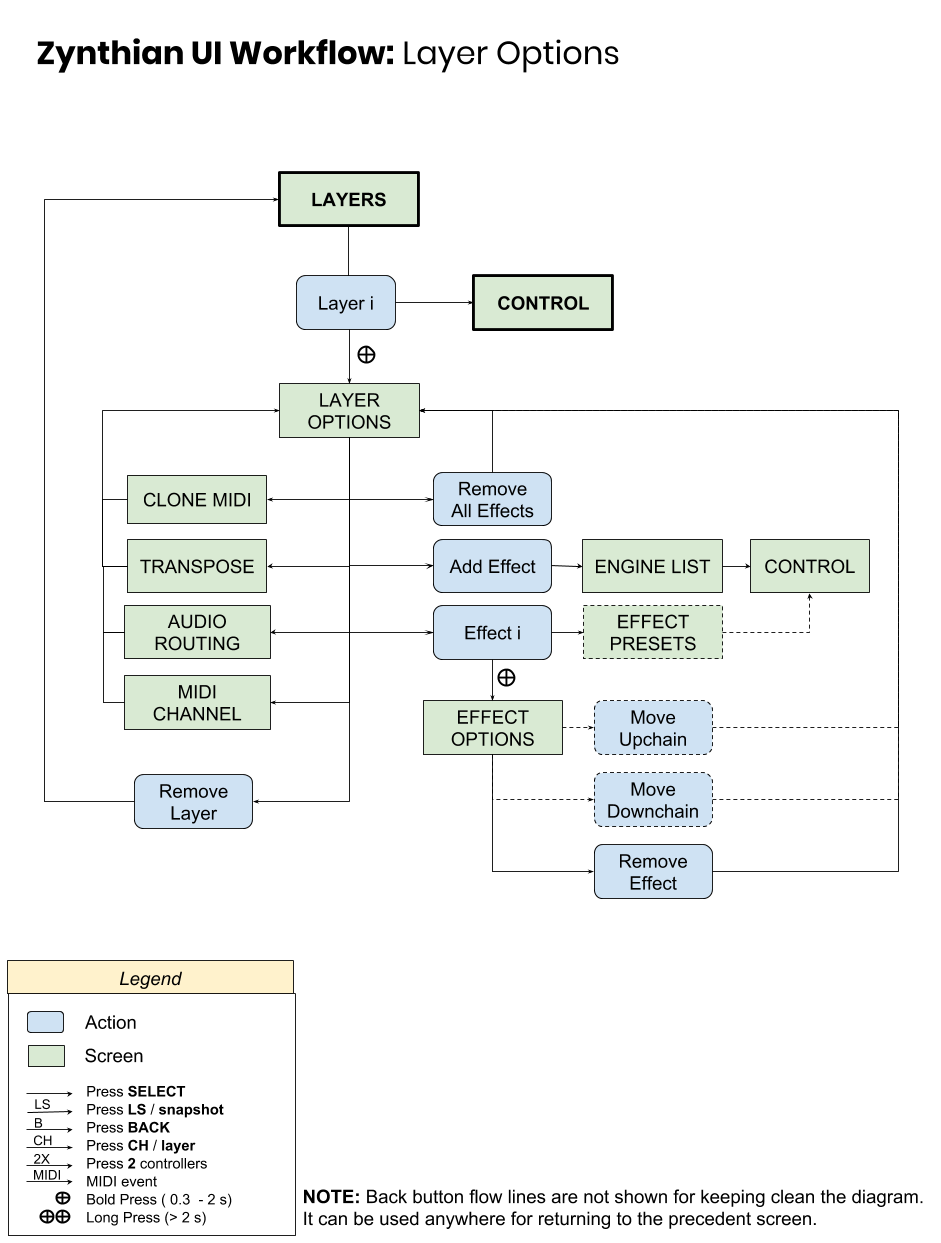 Zynthian UI Workflow: Layer Options
LAYERS
Layer i
CONTROL
LAYER
OPTIONS
CLONE MIDI
Remove
All Effects
TRANSPOSE
Add Effect
ENGINE LIST
CONTROL
AUDIO
ROUTING
Effect i
EFFECT
PRESETS
MIDI
CHANNEL
EFFECT
OPTIONS
Move
Upchain
Remove
Layer
Move
Downchain
Remove
Effect
Legend
Action
Screen
Press SELECT
LS Press LS / snapshot
B Press BACK
CH Press CH / layer
2X Press 2 controllers
MIDI MIDI event
Bold Press ( 0.3 - 2 s)
Long Press (> 2 s)
NOTE: Back button flow lines are not shown for keeping clean the diagram.
It can be used anywhere for returning to the precedent screen.